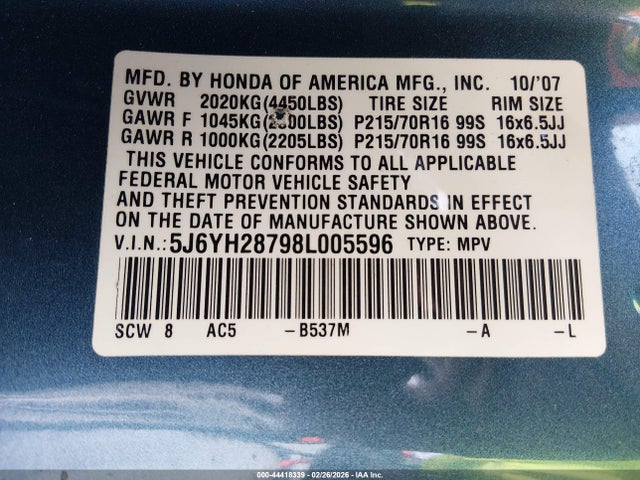 MFD. BY HONDA OF AMERICA MFG., INC. 10/'07
GVWR 2020KG(4450LBS) TIRE SIZE RIM SIZE
GAWR F 1045KG( 00LBS) P215/70R16 99S 16x6.5JJ
GAWR R 1000KG(2205LBS) P215/70R16 99S 16x6.5JJ
THIS VEHICLE CONFORMS TO ALL APPLICABLE
FEDERAL MOTOR VEHICLE SAFETY
AND THEFT PREVENTION STANDARDS IN EFFECT
ON THE DATE OF MANUFACTURE SHOWN ABOVE.
V.I.N.:5J6YH28798L005596 TYPE: MPV
SCW 8 AC5 -B537M -A -L
000-44418339 - 02/26/2026 - IAA Inc.